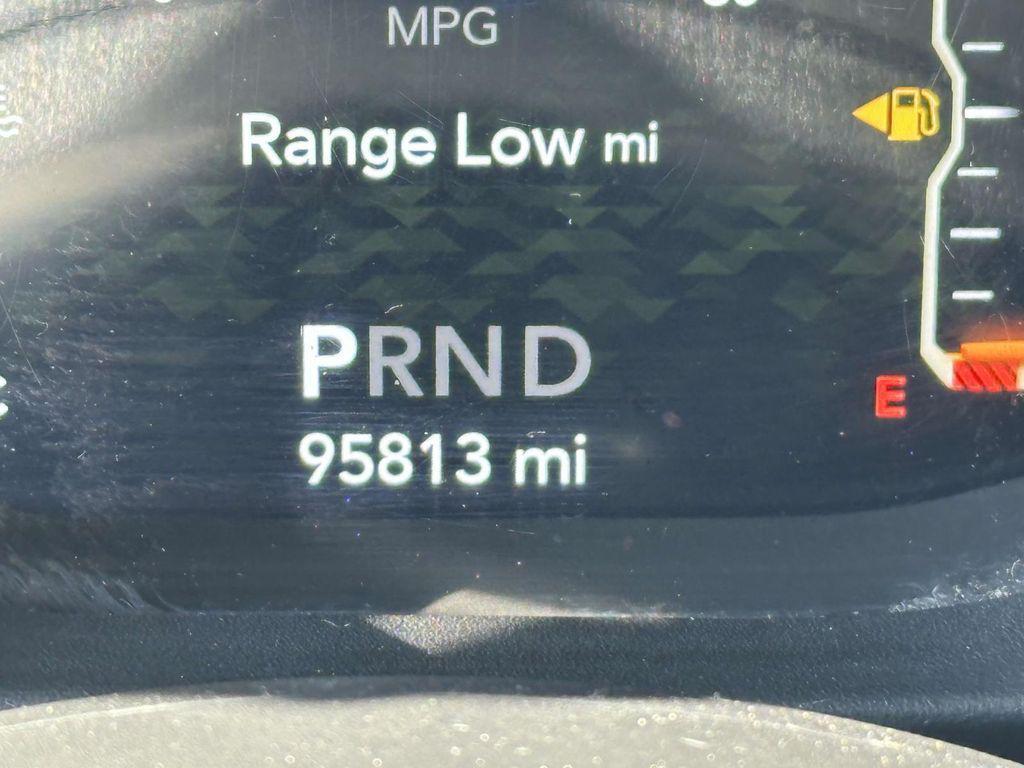 MPG
Range Low mi
PRND
E
95813 mi